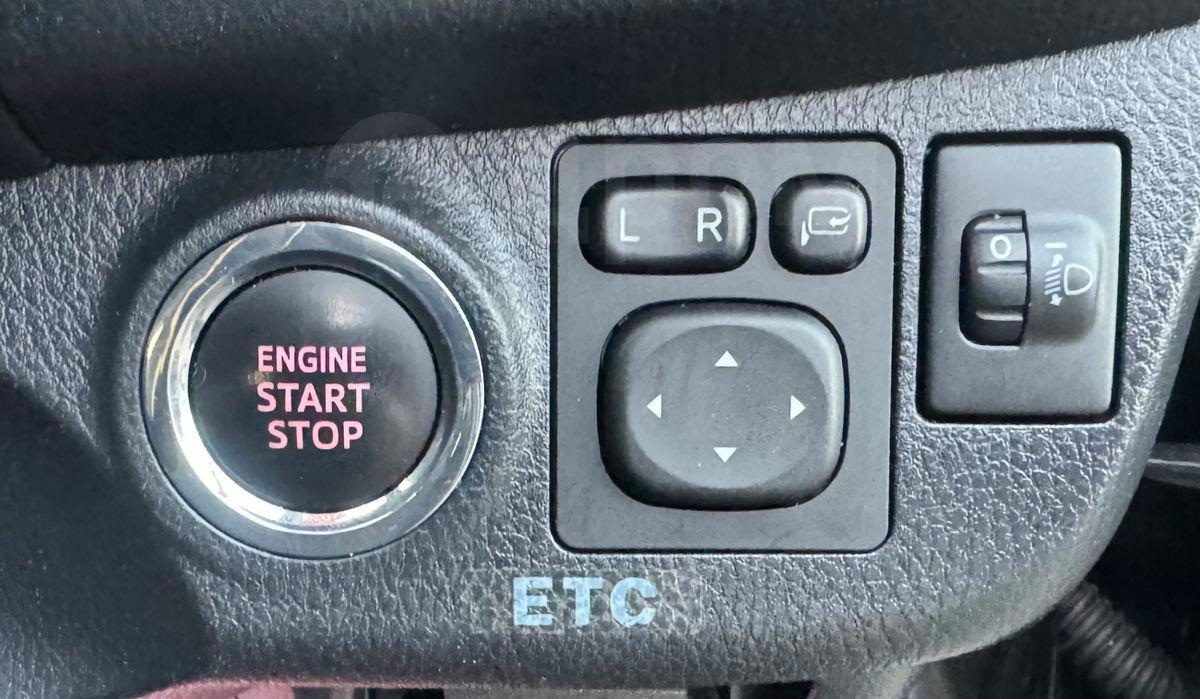 ENGINE
START
STOP
L R
0
ETC